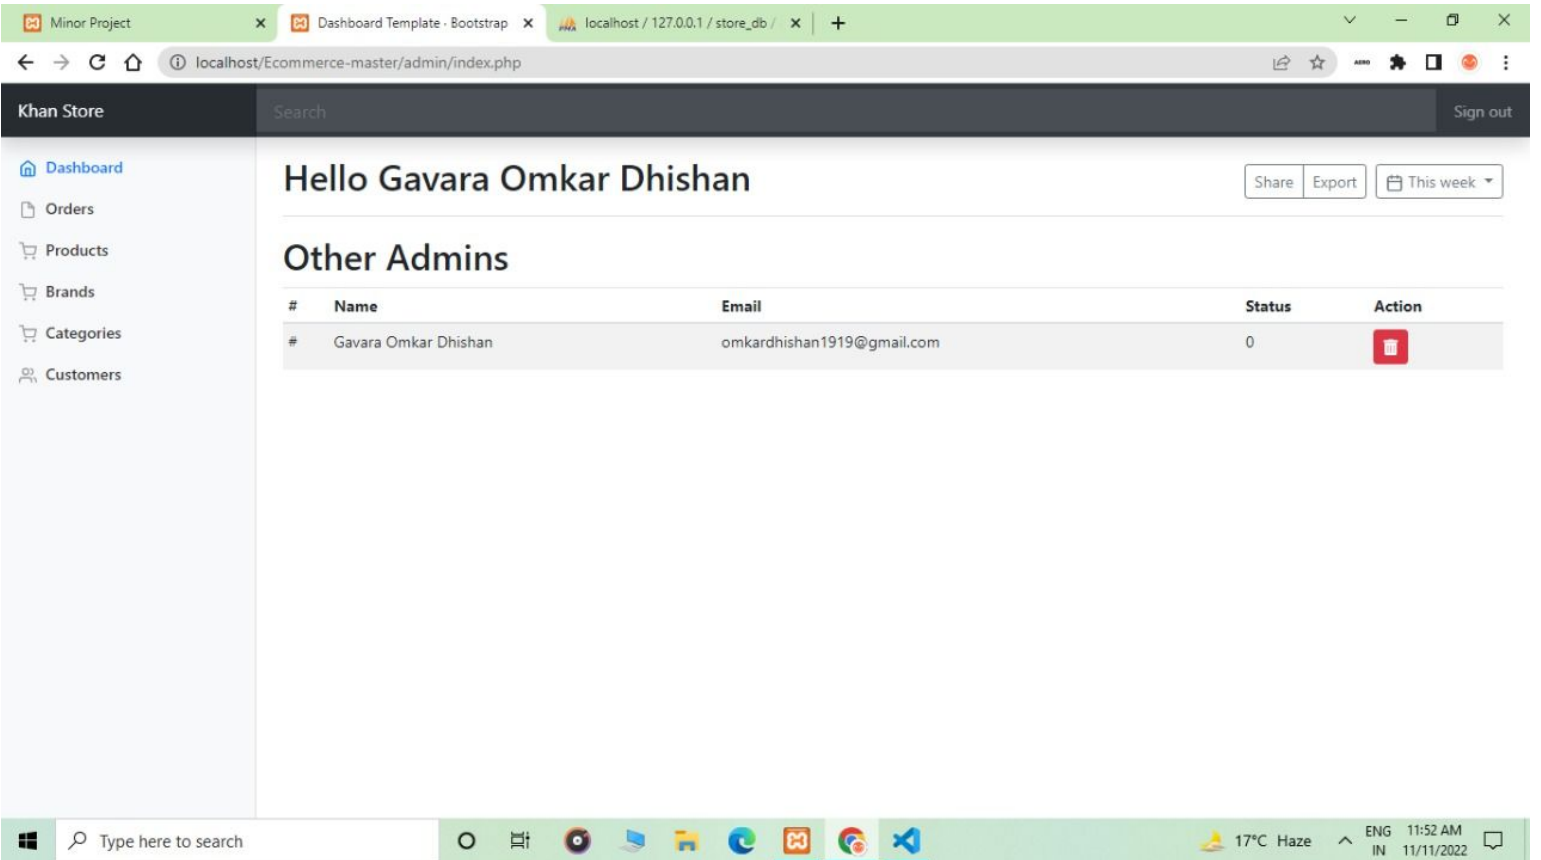 Minor Project
Dashboard Template · Bootstrap
localhost / 127.0.0.1 / store_db /
localhost/Ecommerce-master/admin/index.php
Khan Store
Search
Sign out
Dashboard
Orders
Products
Brands
Categories
Customers
Hello Gavara Omkar Dhishan
Share
Export
This week
Other Admins
# Name Email Status Action
# Gavara Omkar Dhishan omkardhishan1919@gmail.com 0
Type here to search
17°C Haze
ENG
IN
11:52 AM
11/11/2022